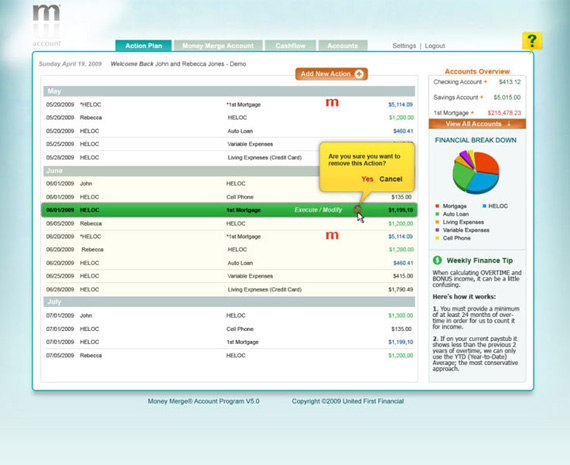 m
account
Action Plan Money Merge Account Cashflow Accounts Settings | Logout ?
Sunday April 19, 2009 Welcome Back John and Rebecca Jones - Demo
Add New Action +
May
05/20/2009 *HELOC *1st Mortgage m $5,114.09
05/20/2009 Rebecca HELOC $1,200.00
05/28/2009 HELOC Auto Loan $460.41
05/25/2009 HELOC Variable Expenses
05/28/2009 HELOC Living Expneses (Credit Card)
Are you sure you want to
remove this Action?
Yes Cancel
June
06/01/2009 John HELOC
06/01/2009 HELOC Cell Phone $135.00
06/01/2009 HELOC 1st Mortgage Execute / Modify $1,199,10
06/05/2009 Rebecca HELOC $1,200,00
06/20/2009 *HELOC *1st Mortgage m $5,114.09
06/20/2009 Rebecca HELOC $1,200.00
06/20/2009 HELOC Auto Loan $460.41
06/25/2009 HELOC Variable Expenses $415.00
06/28/2009 HELOC Living Expneses (Credit Card) $1,790.49
July
07/01/2009 John HELOC $1,300.00
07/01/2009 HELOC Cell Phone $135.00
07/01/2009 HELOC 1st Mortgage $1,199,10
07/05/2009 Rebecca HELOC $1,200,00
Accounts Overview
Checking Account + $413.12
Savings Account + $5,015.00
1st Mortgage + $215,478.23
View All Accounts ↓
FINANCIAL BREAK DOWN
Mortgage HELOC
Auto Loan
Living Expenses
Variable Expenses
Cell Phone
$ Weekly Finance Tip
When calculating OVERTIME and
BONUS income, it can be a little
confusing.
Here's how it works:
1. You must provide a minimum
of at least 24 months of over-
time in order for us to count it
for income.
2. If on your current paystub it
shows less than the previous 2
years of overtime, we can only
use the YTD (Year-to-Date)
Average; the most conservative
approach.
Money Merge® Account Program V5.0 Copyright ©2009 United First Financial